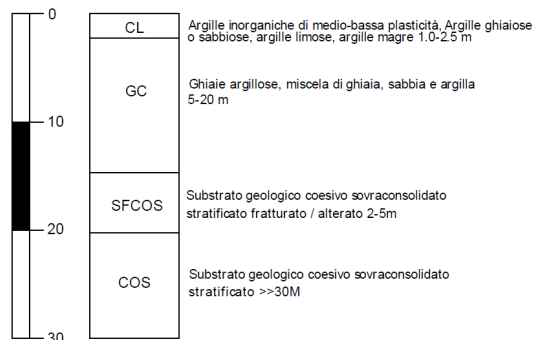 0
CL
Argille inorganiche di medio-bassa plasticità, Argille ghiaiose
o sabbiose, argille limose, argille magre 1.0-2.5 m
GC
Ghiaie argillose, miscela di ghiaia, sabbia e argilla
5-20 m
10
SFCOS
Substrato geologico coesivo sovraconsolidato
stratificato fratturato / alterato 2-5m
20
COS
Substrato geologico coesivo sovraconsolidato
stratificato >>30M
30